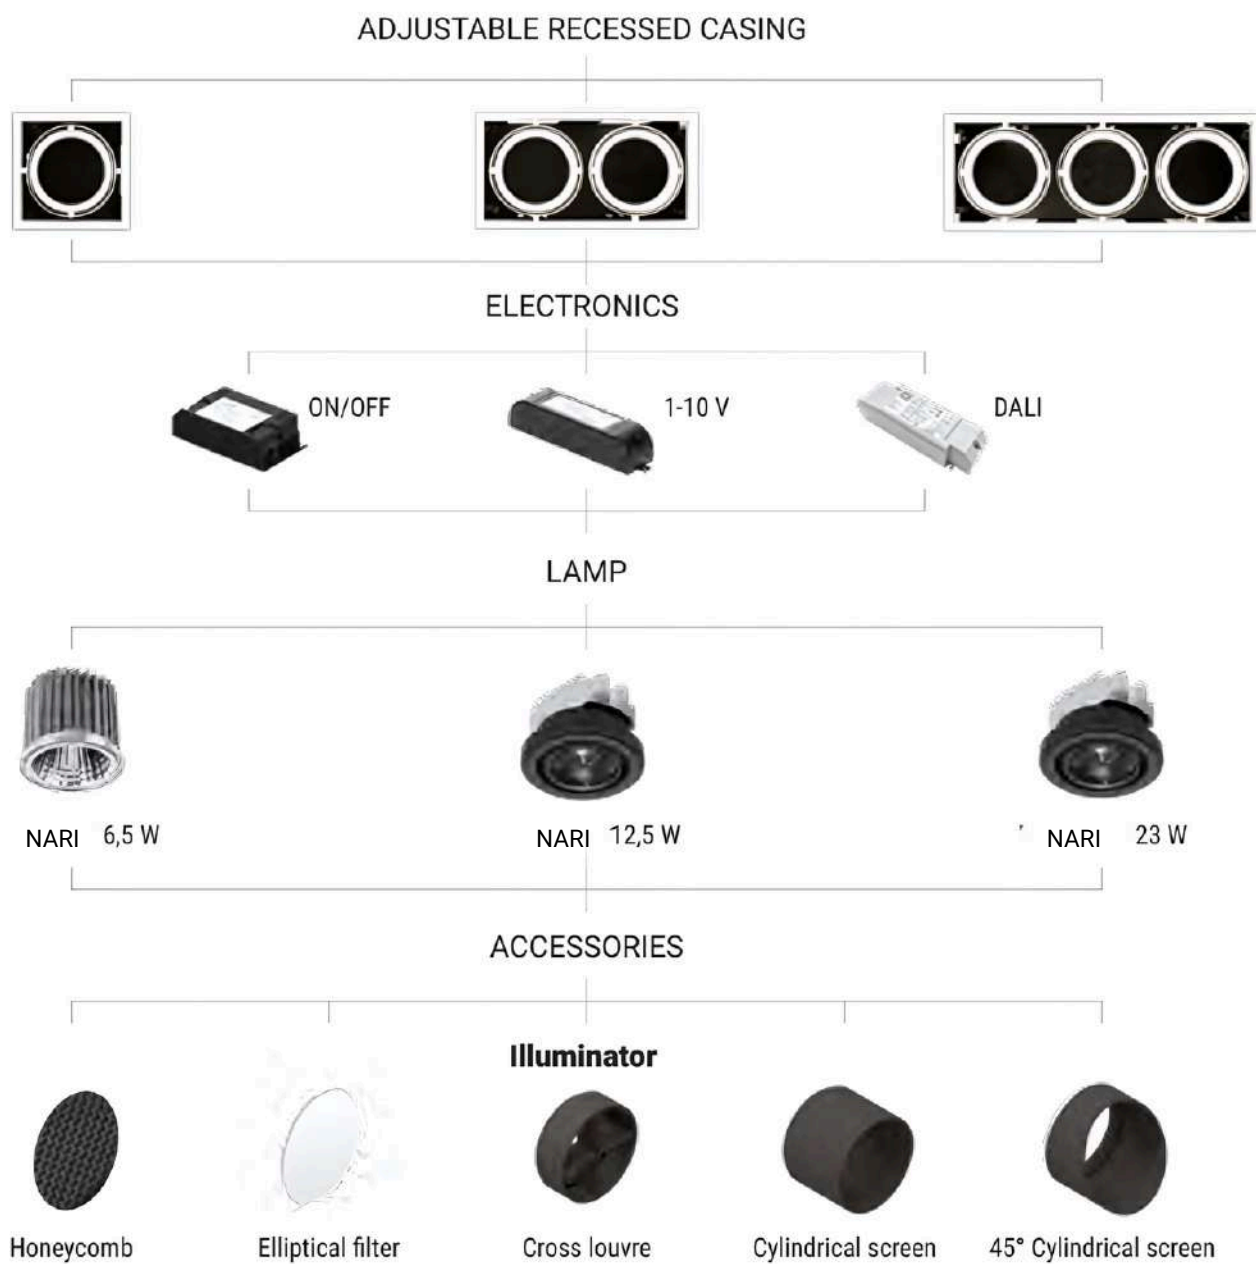 ADJUSTABLE RECESSED CASING
ELECTRONICS
ON/OFF
1-10 V
DALI
LAMP
NARI 6,5 W
NARI 12,5 W
NARI 23 W
ACCESSORIES
Illuminator
Honeycomb
Elliptical filter
Cross louvre
Cylindrical screen
45° Cylindrical screen